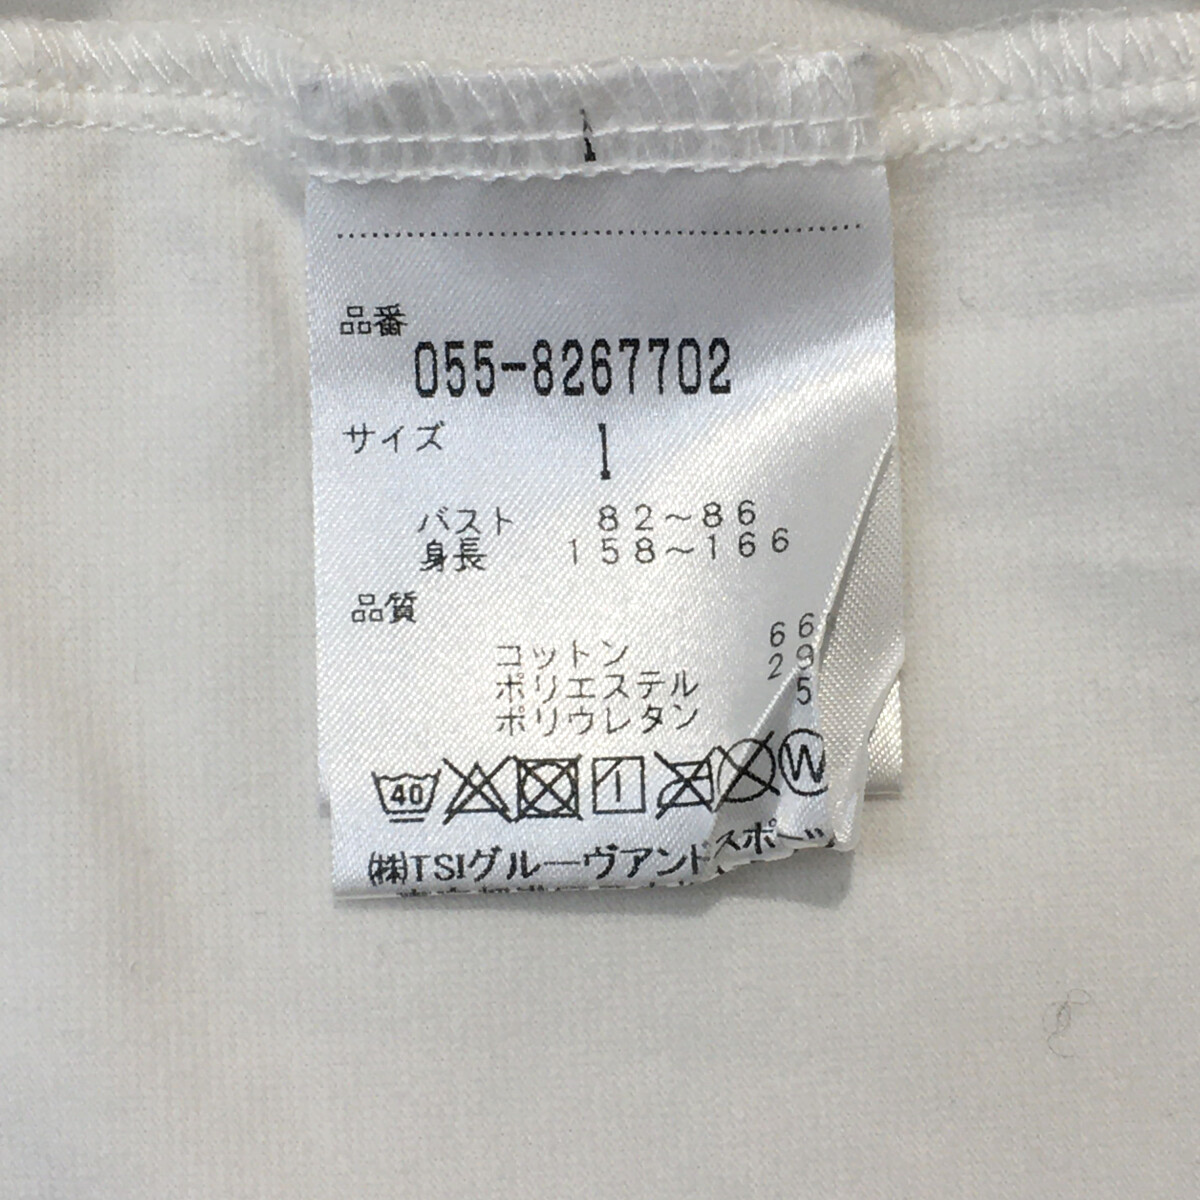 1
品番
055-8267702
サイズ 1
バスト 82～86
身長 158～166
品質
コットン 66
ポリエステル 29
ポリウレタン 5
40 W
㈱TSIグルーヴアンドスポーツ